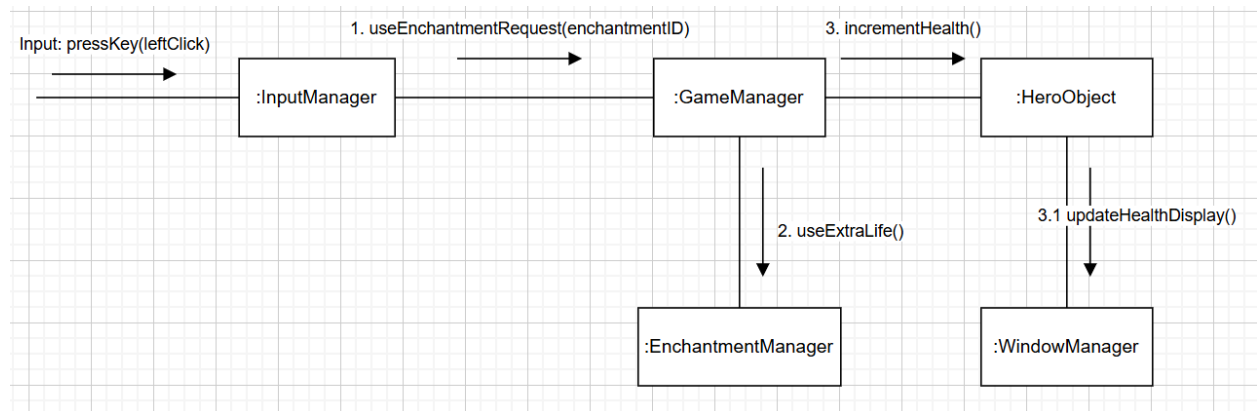 1. useEnchantmentRequest(enchantmentID)
3. incrementHealth()
Input: pressKey(leftClick)
:InputManager
:GameManager
:HeroObject
3.1 updateHealthDisplay()
2. useExtraLife()
:EnchantmentManager
:WindowManager